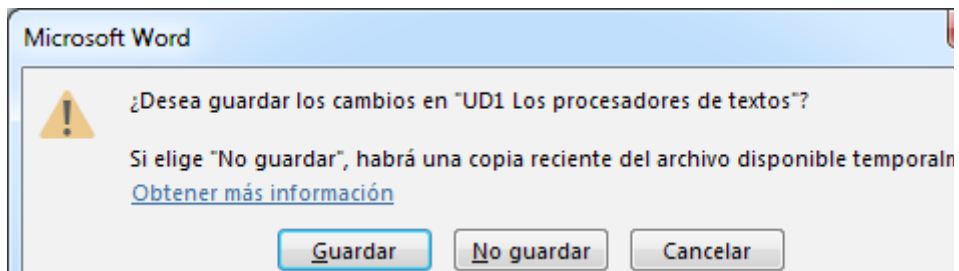 Microsoft Word
¿Desea guardar los cambios en "UD1 Los procesadores de textos"?
Si elige "No guardar", habrá una copia reciente del archivo disponible temporalm
Obtener más información
Guardar No guardar Cancelar